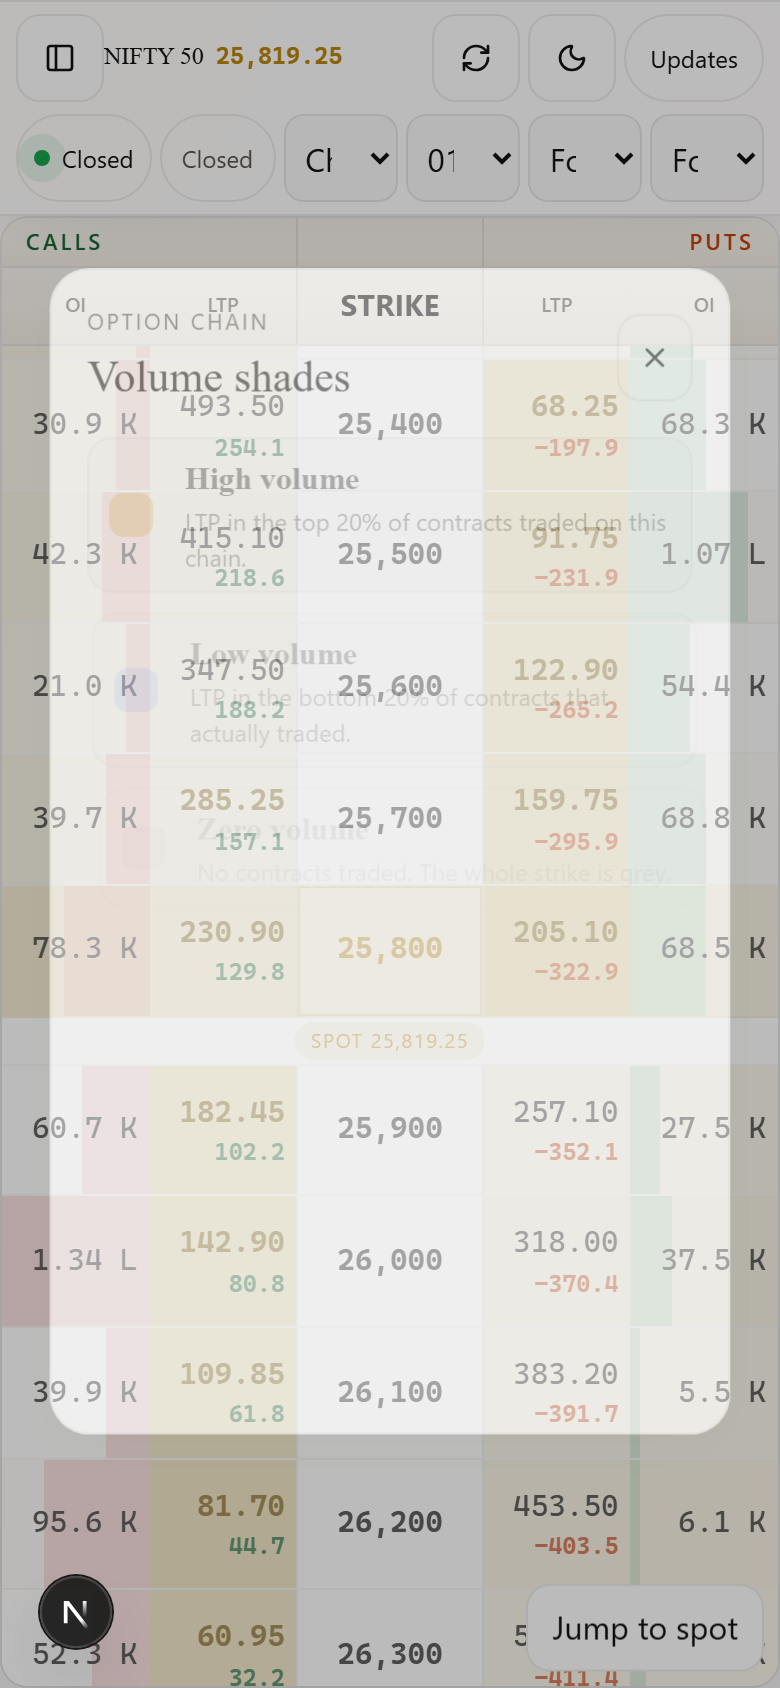 NIFTY 50 25,819.25 Updates
Closed Closed Ch 01
CALLS PUTS
OI LTP STRIKE LTP OI
OPTION CHAIN
Volume shades
30.9 K 493.50 25,400 68.25 68.3 K
254.1 −197.9
High volume
LTP in the top 20% of contracts traded on this
chain.
42.3 K 415.10 25,500 91.75 1.07 L
218.6 −231.9
Low volume
LTP in the bottom 20% of contracts that
actually traded.
21.0 K 347.50 25,600 122.90 54.4 K
188.2 −265.2
39.7 K 285.25 25,700 159.75 68.8 K
157.1 −295.9
Zero volume
No contracts traded. The whole strike is grey.
78.3 K 230.90 25,800 205.10 68.5 K
129.8 −322.9
SPOT 25,819.25
60.7 K 182.45 25,900 257.10 27.5 K
102.2 −352.1
1.34 L 142.90 26,000 318.00 37.5 K
80.8 −370.4
39.9 K 109.85 26,100 383.20 5.5 K
61.8 −391.7
95.6 K 81.70 26,200 453.50 6.1 K
44.7 −403.5
N
52.3 K 60.95 26,300
32.2 −411.4
Jump to spot